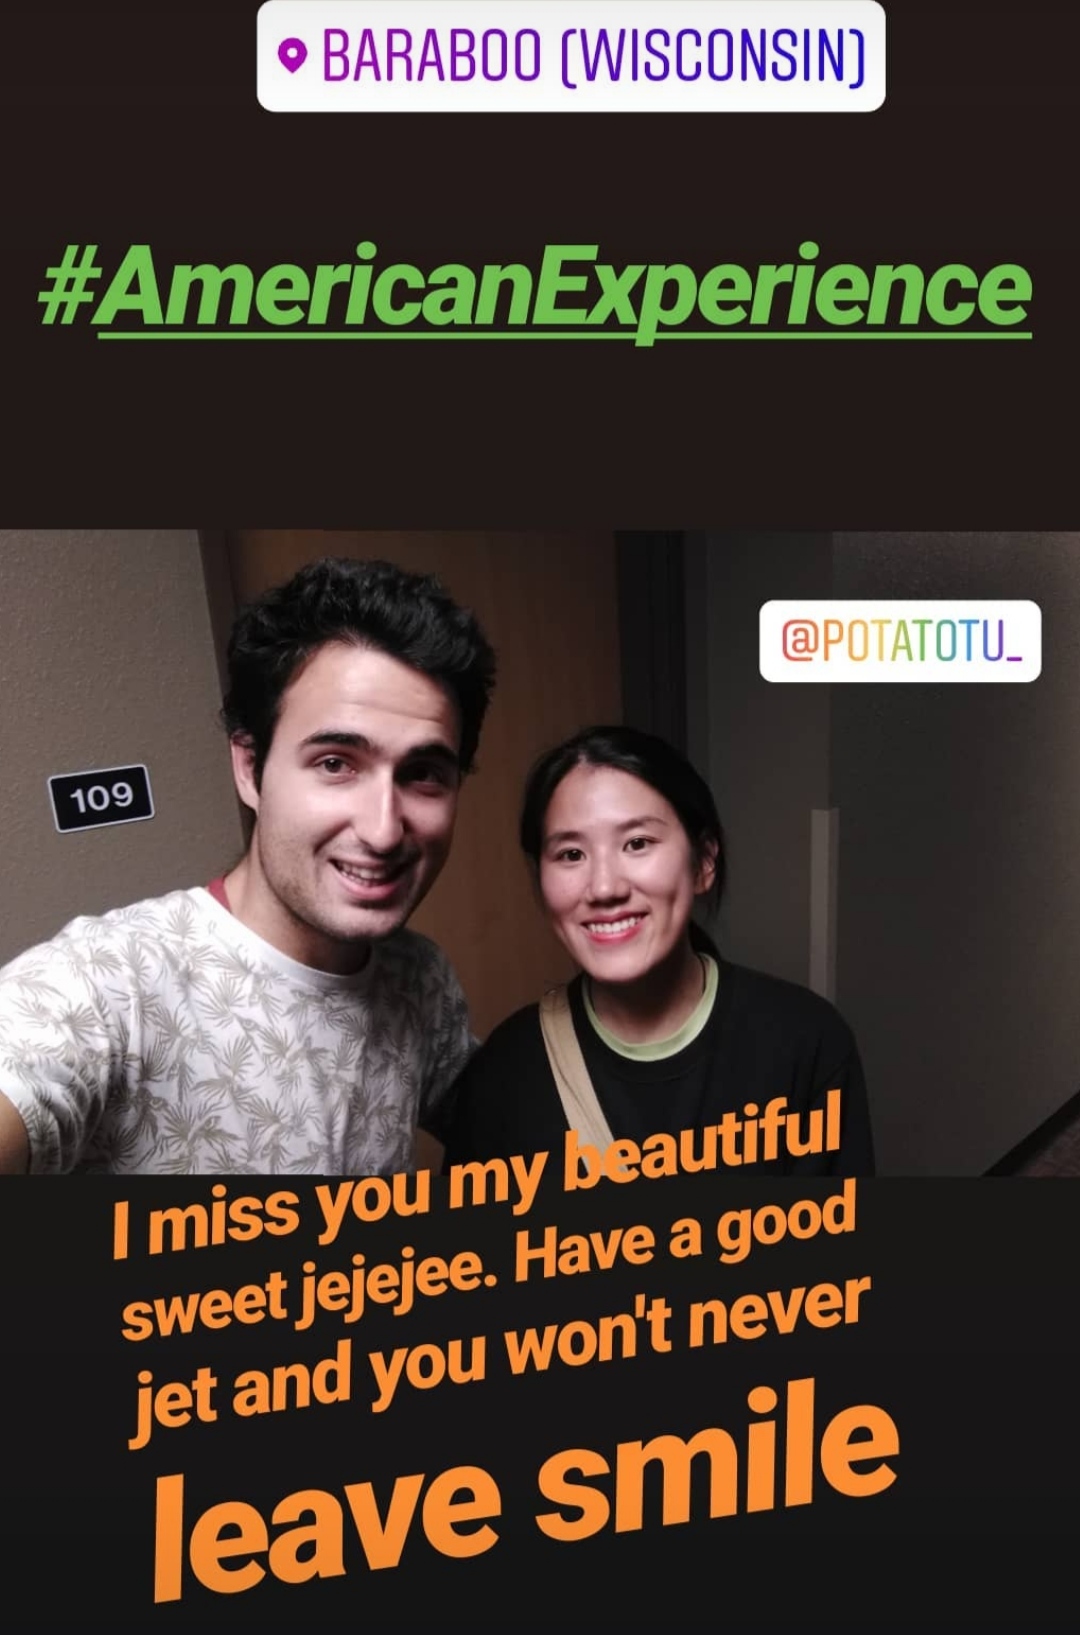 BARABOO (WISCONSIN)
#AmericanExperience
@POTATOTU_
109
I miss you my beautiful
sweet jejejee. Have a good
jet and you won't never
leave smile